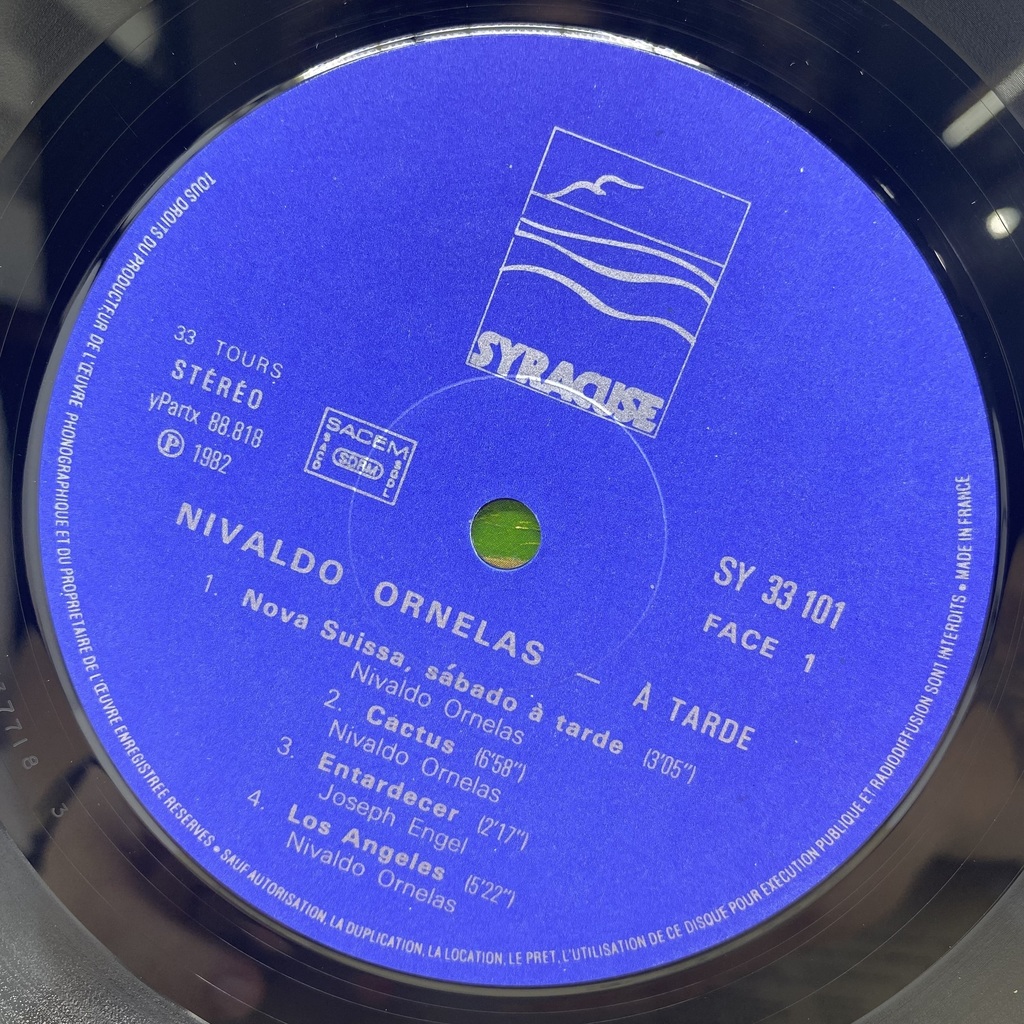 SYRACUSE
33 TOURS
STÉRÉO
yPartx 88.818
Ⓟ 1982
SACEM
SACD
SDRM
SGDL
SY 33 101
FACE 1
NIVALDO ORNELAS — À TARDE
1. Nova Suissa, sábado à tarde (3'05")
Nivaldo Ornelas
2. Cactus (6'58")
Nivaldo Ornelas
3. Entardecer (2'17")
Joseph Engel
4. Los Angeles (5'22")
Nivaldo Ornelas
TOUS DROITS DU PRODUCTEUR DE L'ŒUVRE PHONOGRAPHIQUE ET DU PROPRIETAIRE DE L'ŒUVRE ENREGISTREE RESERVES • SAUF AUTORISATION, LA DUPLICATION, LA LOCATION, LE PRET, L'UTILISATION DE CE DISQUE POUR EXECUTION PUBLIQUE ET RADIODIFFUSION SONT INTERDITS • MADE IN FRANCE